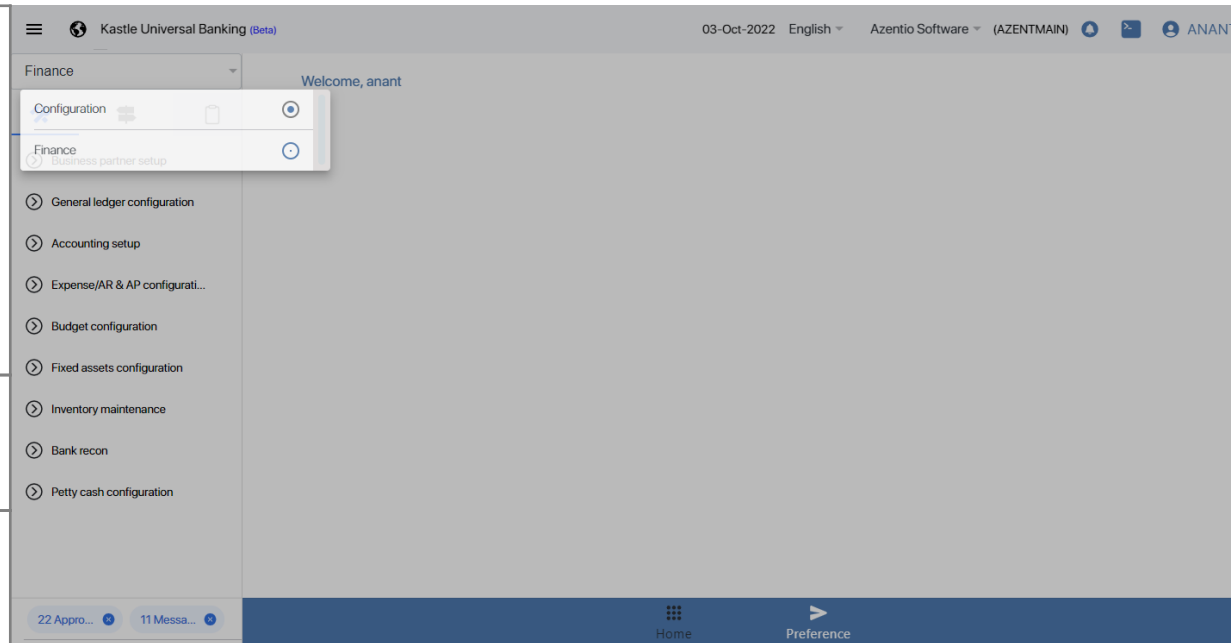 Kastle Universal Banking (Beta)
03-Oct-2022 English Azentio Software (AZENTMAIN) ANANT
Finance
Welcome, anant
Configuration
Finance
Business partner setup
General ledger configuration
Accounting setup
Expense/AR & AP configurati...
Budget configuration
Fixed assets configuration
Inventory maintenance
Bank recon
Petty cash configuration
22 Appro... 11 Messa...
Home Preference